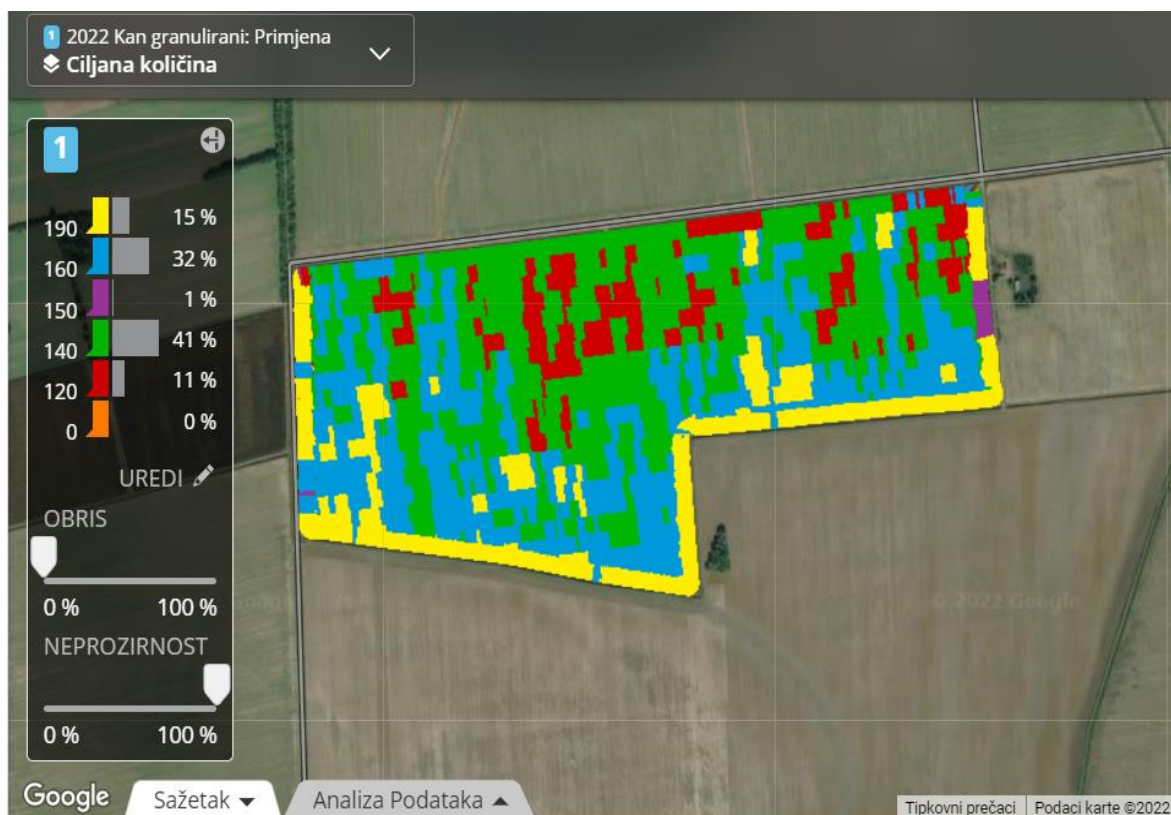 1 2022 Kan granulirani: Primjena
Ciljana količina
1
190 15 %
160 32 %
150 1 %
140 41 %
120 11 %
0 0 %
UREDI
OBRIS
0 % 100 %
NEPROZIRNOST
0 % 100 %
© 2022 Google
Google Sažetak Analiza Podataka Tipkovni prečaci Podaci karte ©2022